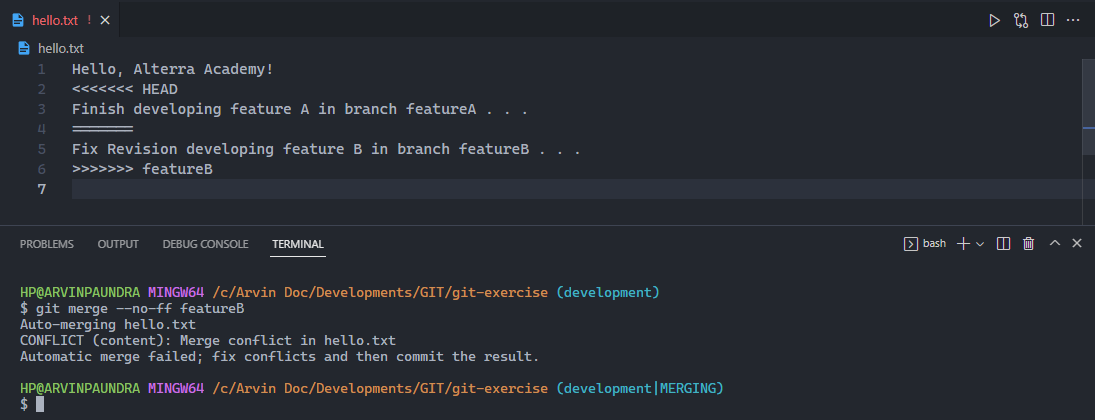 hello.txt !
hello.txt
1 Hello, Alterra Academy!
2 <<<<<<< HEAD
3 Finish developing feature A in branch featureA . . .
4 =======
5 Fix Revision developing feature B in branch featureB . . .
6 >>>>>>> featureB
7
PROBLEMS OUTPUT DEBUG CONSOLE TERMINAL bash
HP@ARVINPAUNDRA MINGW64 /c/Arvin Doc/Developments/GIT/git-exercise (development)
$ git merge --no-ff featureB
Auto-merging hello.txt
CONFLICT (content): Merge conflict in hello.txt
Automatic merge failed; fix conflicts and then commit the result.
HP@ARVINPAUNDRA MINGW64 /c/Arvin Doc/Developments/GIT/git-exercise (development|MERGING)
$